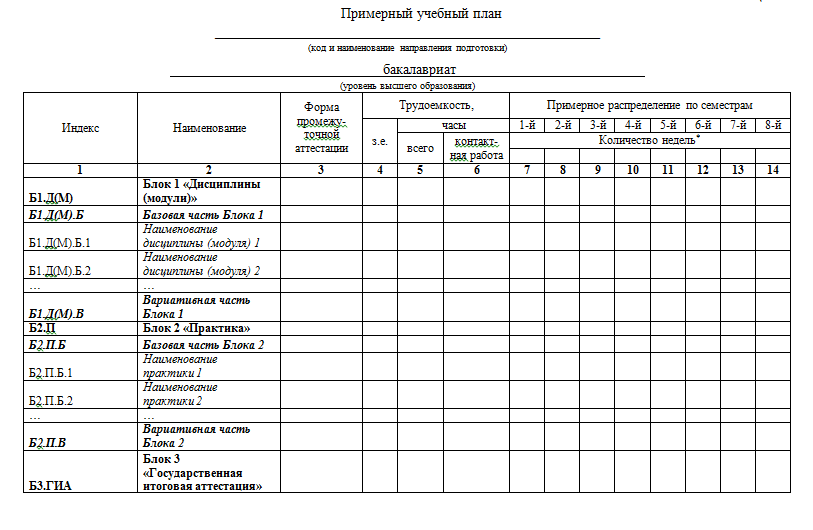 Примерный учебный план
(код и наименование направления подготовки)
бакалавриат
(уровень высшего образования)
Индекс Наименование Форма промежу-точной аттестации Трудоемкость, Примерное распределение по семестрам
з.е. часы 1-й 2-й 3-й 4-й 5-й 6-й 7-й 8-й
всего контакт-ная работа Количество недель*
1 2 3 4 5 6 7 8 9 10 11 12 13 14
Б1.Д(М) Блок 1 «Дисциплины (модули)»
Б1.Д(М).Б Базовая часть Блока 1
Б1.Д(М).Б.1 Наименование дисциплины (модуля) 1
Б1.Д(М).Б.2 Наименование дисциплины (модуля) 2
… …
Б1.Д(М).В Вариативная часть Блока 1
Б2.П Блок 2 «Практика»
Б2.П.Б Базовая часть Блока 2
Б2.П.Б.1 Наименование практики 1
Б2.П.Б.2 Наименование практики 2
… …
Б2.П.В Вариативная часть Блока 2
Б3.ГИА Блок 3 «Государственная итоговая аттестация»